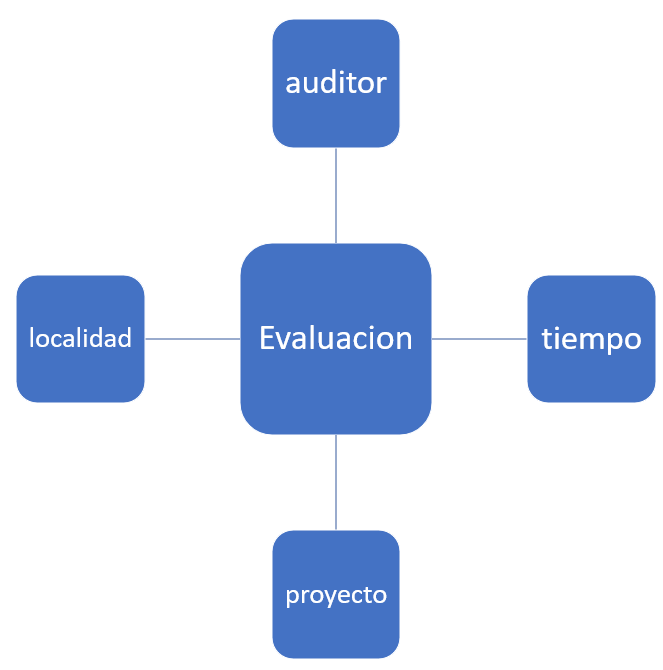 auditor
localidad
Evaluacion
tiempo
proyecto